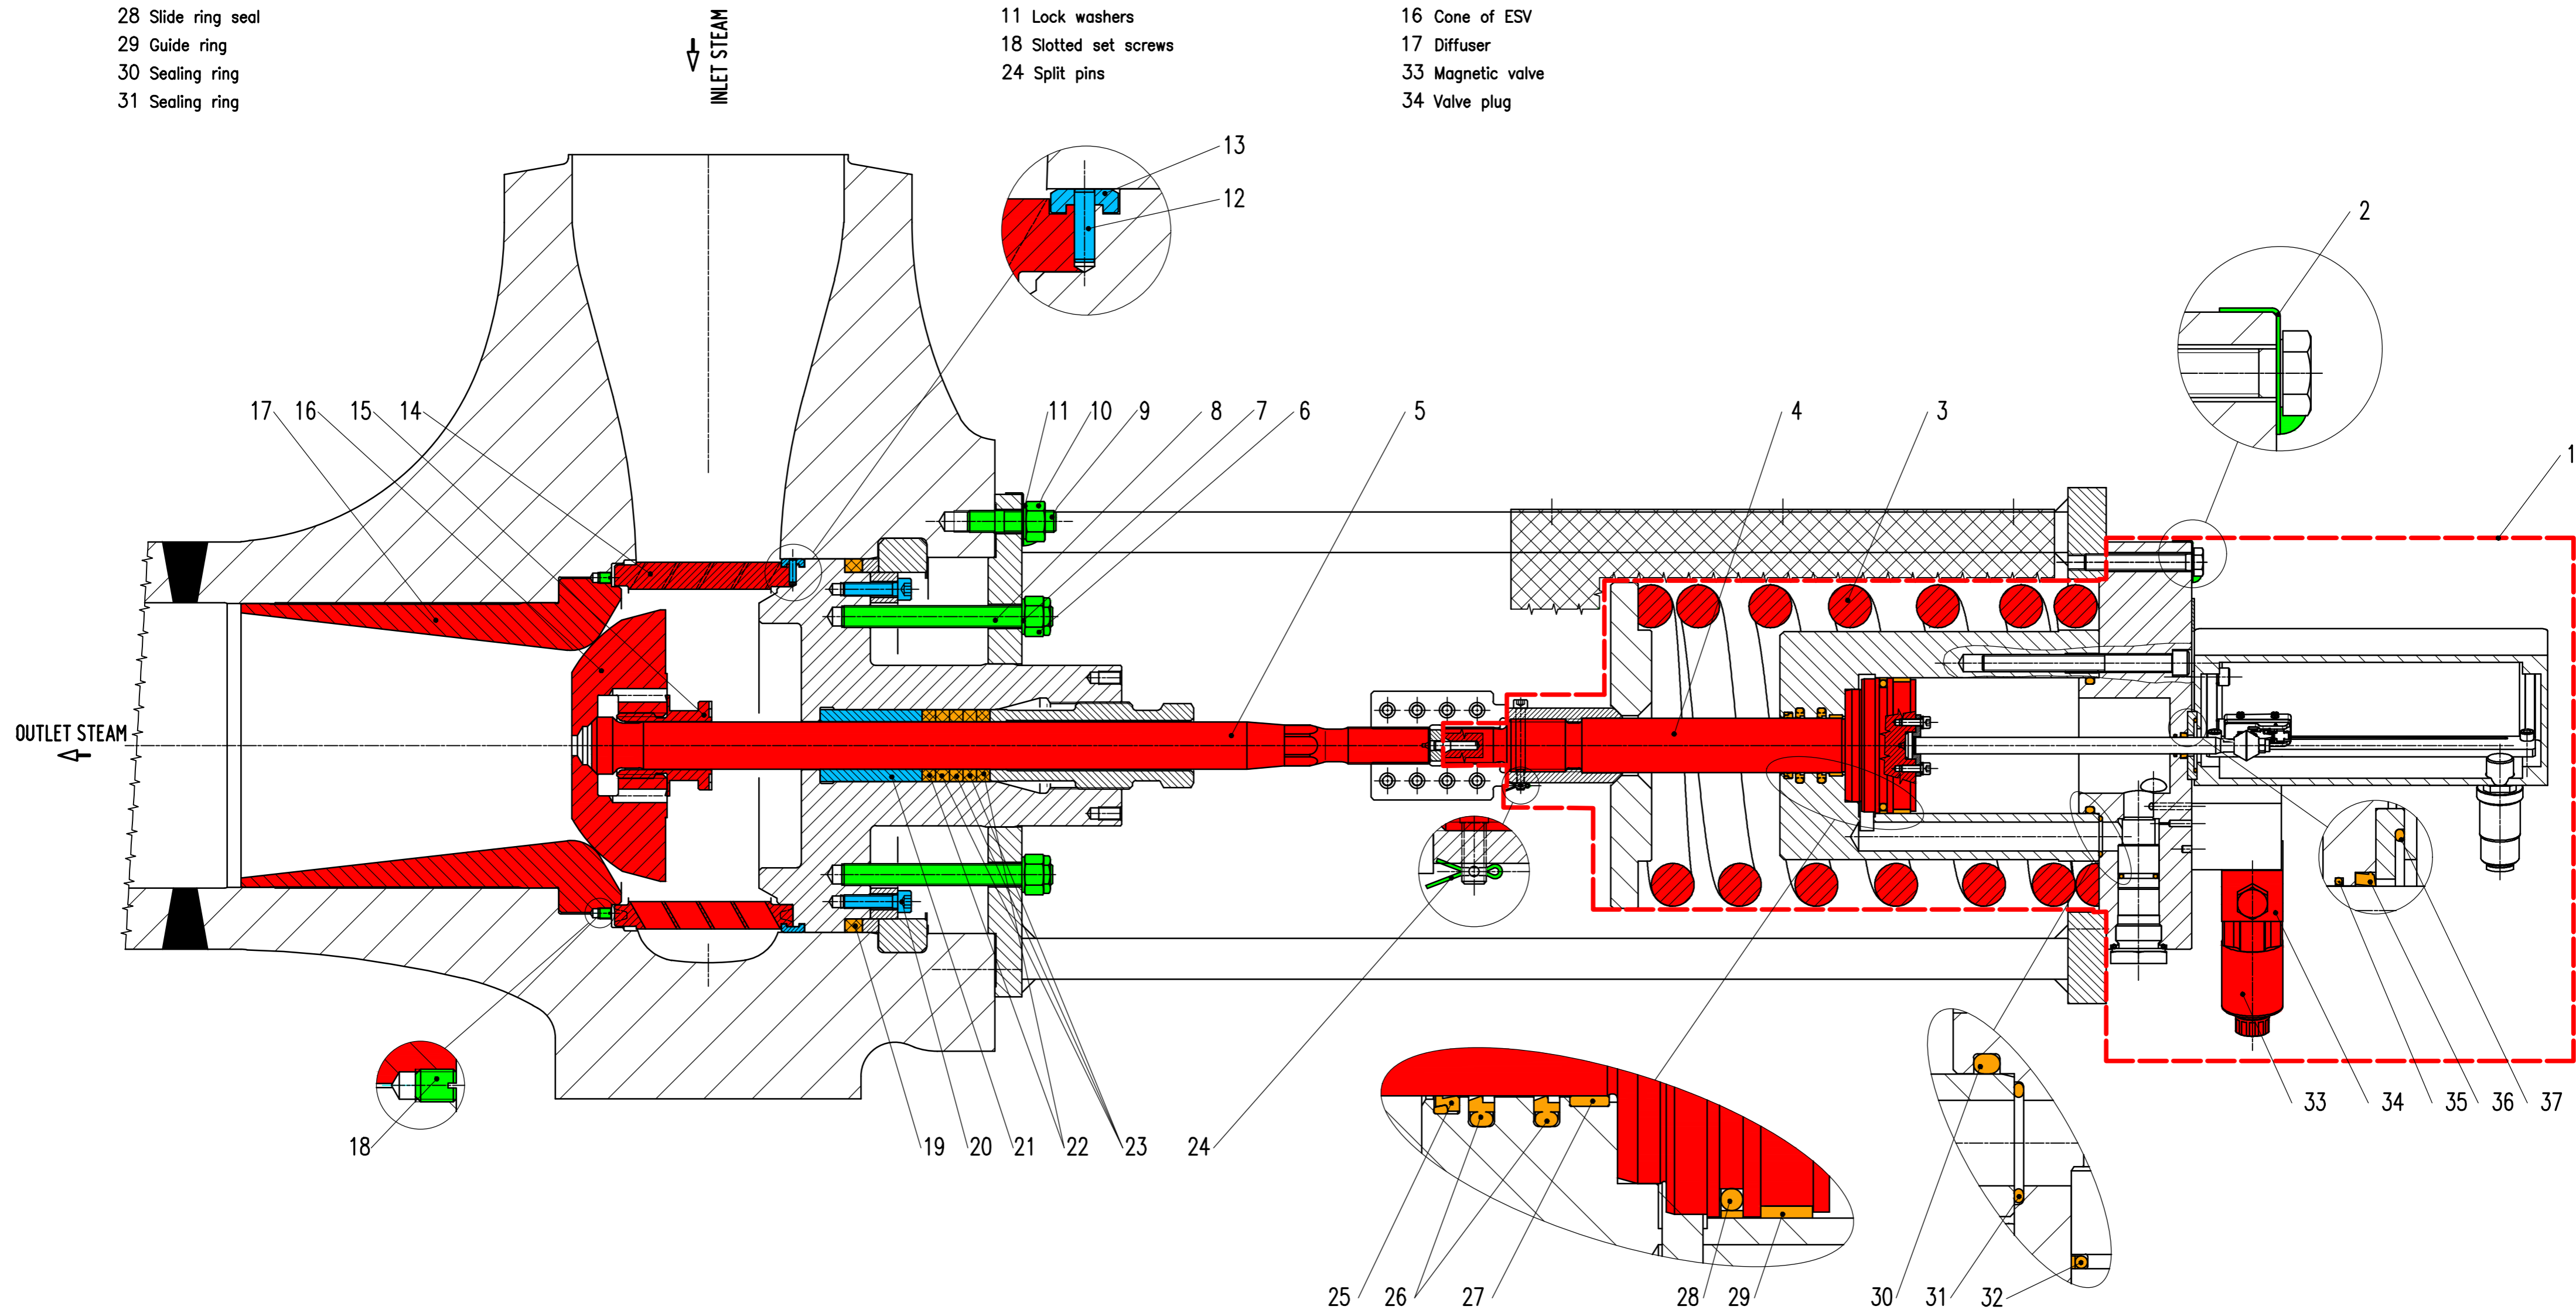 28 Slide ring seal
29 Guide ring
30 Sealing ring
31 Sealing ring
INLET STEAM
11 Lock washers
18 Slotted set screws
24 Split pins
16 Cone of ESV
17 Diffuser
33 Magnetic valve
34 Valve plug
13
12
2
17 16 15 14 11 10 9 8 7 6 5 4 3
1
OUTLET STEAM
18 19 20 21 22 23 24
33 34 35 36 37
25 26 27 28 29 30 31 32